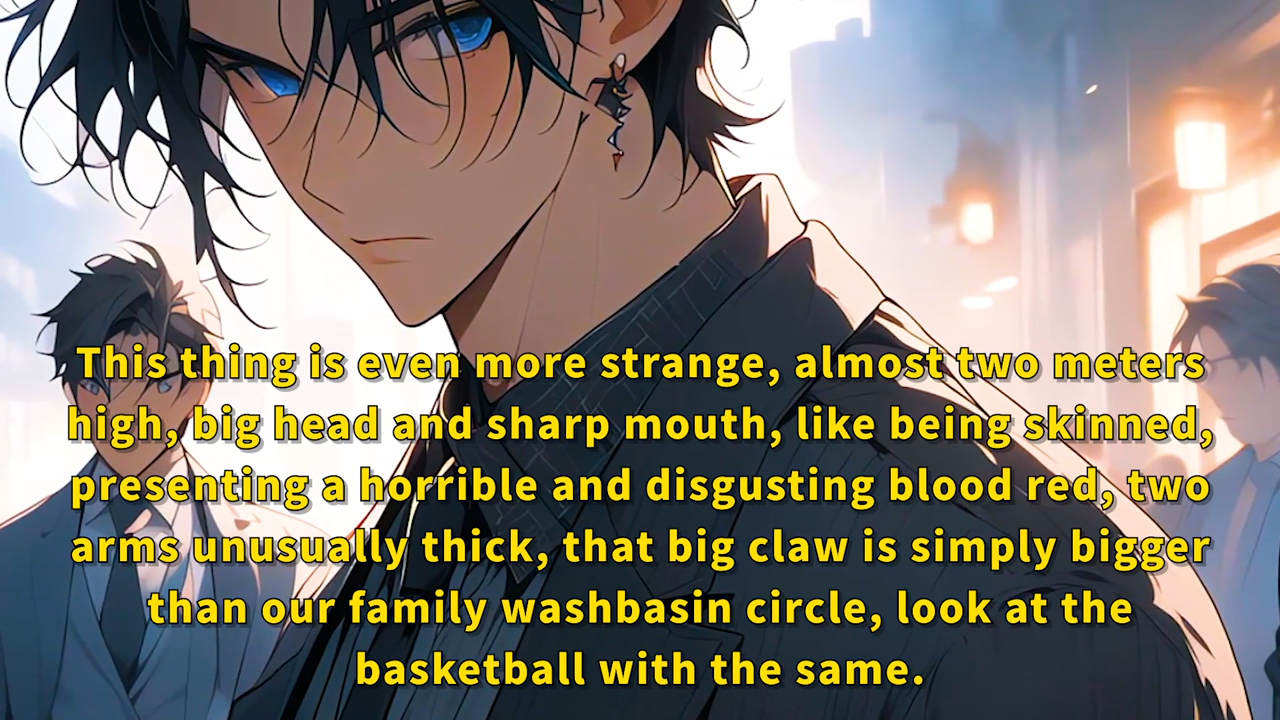 This thing is even more strange, almost two meters
high, big head and sharp mouth, like being skinned,
presenting a horrible and disgusting blood red, two
arms unusually thick, that big claw is simply bigger
than our family washbasin circle, look at the
basketball with the same.